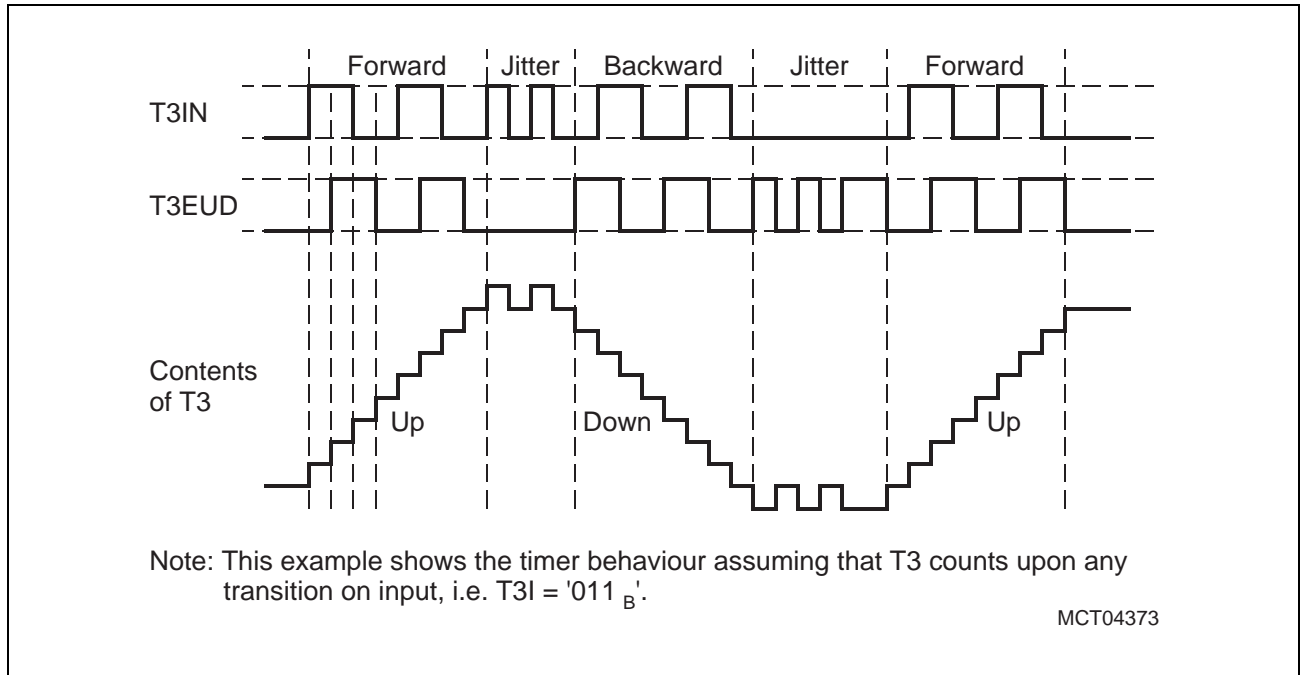 Forward Jitter Backward Jitter Forward
T3IN
T3EUD
Contents
of T3
Up Down Up
Note: This example shows the timer behaviour assuming that T3 counts upon any
transition on input, i.e. T3I = '011 B'.
MCT04373